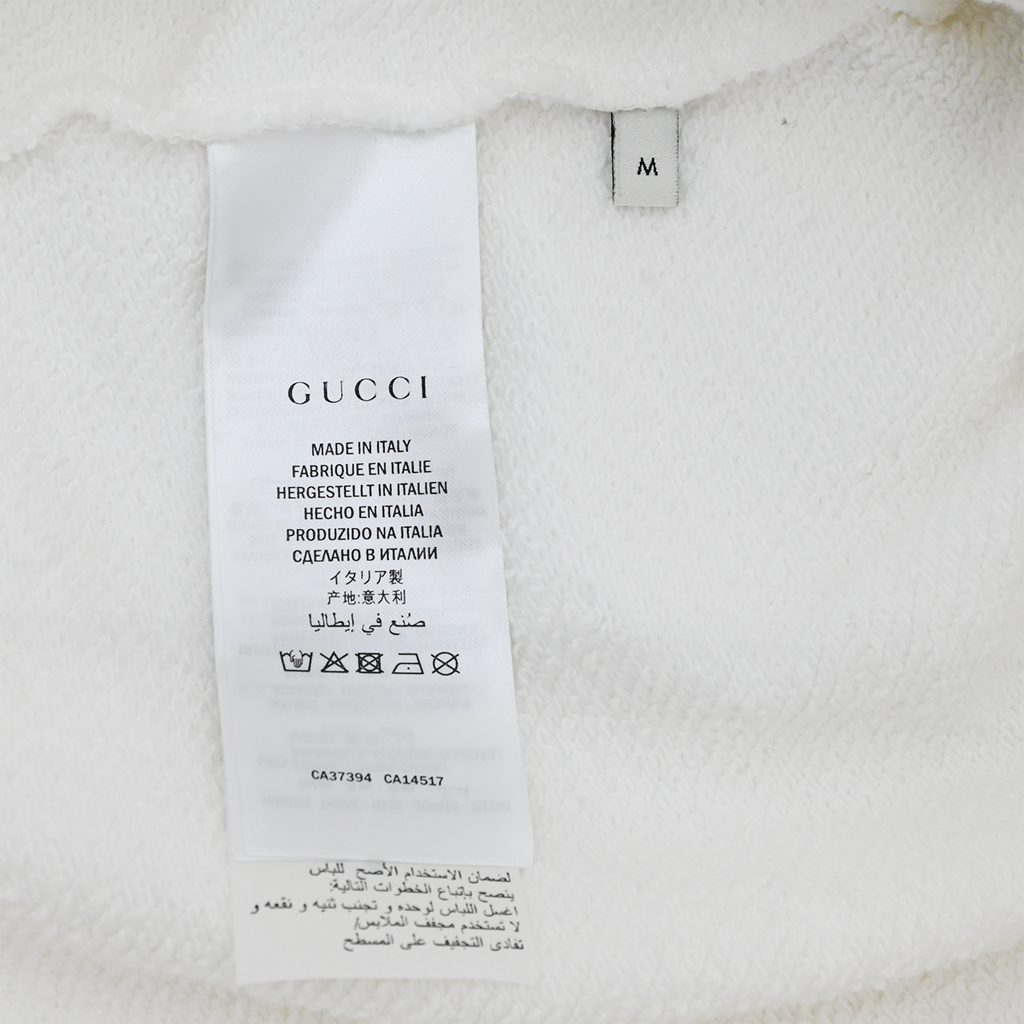 M
GUCCI
MADE IN ITALY
FABRIQUE EN ITALIE
HERGESTELLT IN ITALIEN
HECHO EN ITALIA
PRODUZIDO NA ITALIA
СДЕЛАНО В ИТАЛИИ
イタリア製
产地:意大利
صُنع في إيطاليا
CA37394 CA14517
لضمان الاستخدام الأصح للباس
ينصح بإتباع الخطوات التالية:
اغسل اللباس لوحده و تجنب ثنيه و نقعه و
لا تستخدم مجفف الملابس/
تفادى التجفيف على المسطح